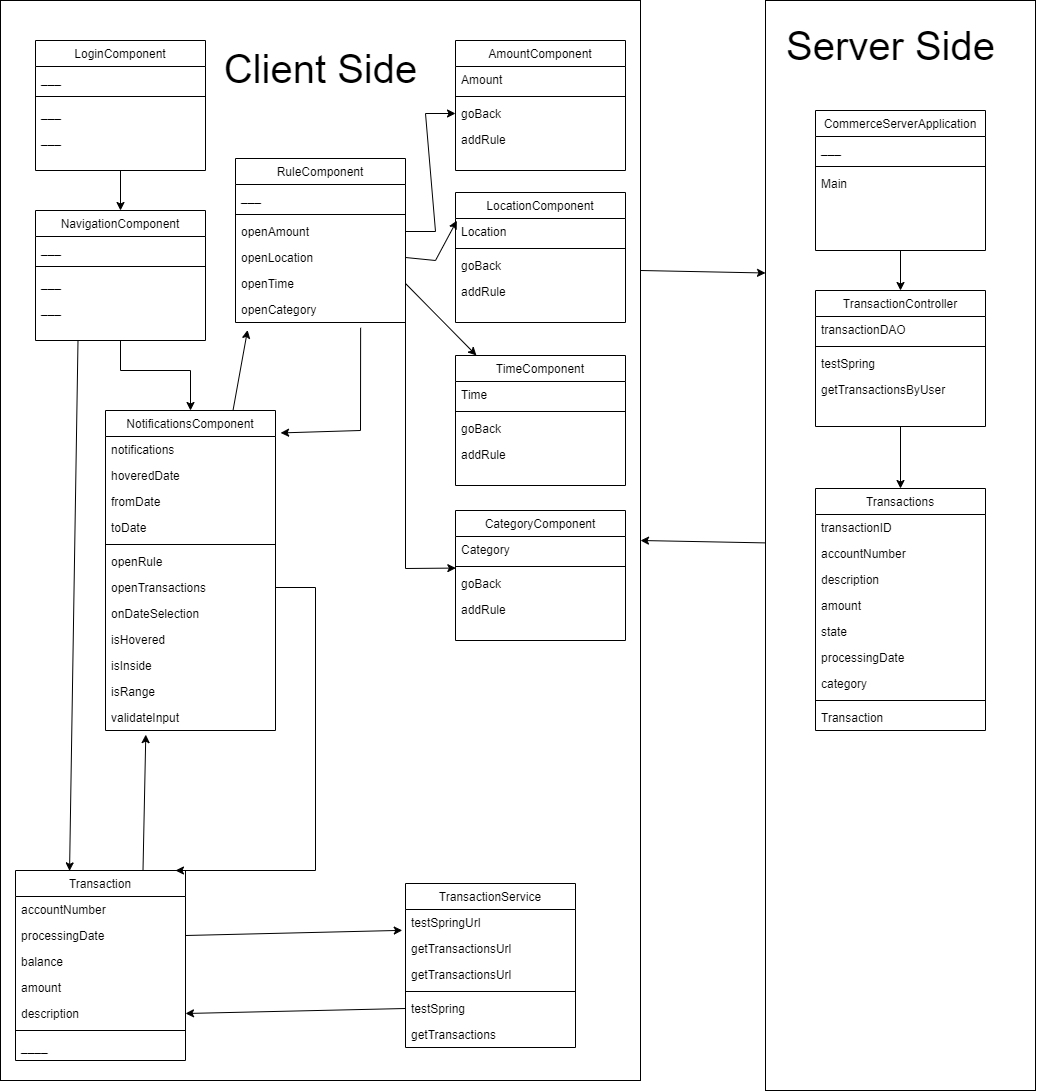 Client Side
LoginComponent
___
___
___
NavigationComponent
___
___
___
RuleComponent
___
openAmount
openLocation
openTime
openCategory
AmountComponent
Amount
goBack
addRule
LocationComponent
Location
goBack
addRule
TimeComponent
Time
goBack
addRule
CategoryComponent
Category
goBack
addRule
NotificationsComponent
notifications
hoveredDate
fromDate
toDate
openRule
openTransactions
onDateSelection
isHovered
isInside
isRange
validateInput
Transaction
accountNumber
processingDate
balance
amount
description
____
TransactionService
testSpringUrl
getTransactionsUrl
getTransactionsUrl
testSpring
getTransactions
Server Side
CommerceServerApplication
___
Main
TransactionController
transactionDAO
testSpring
getTransactionsByUser
Transactions
transactionID
accountNumber
description
amount
state
processingDate
category
Transaction